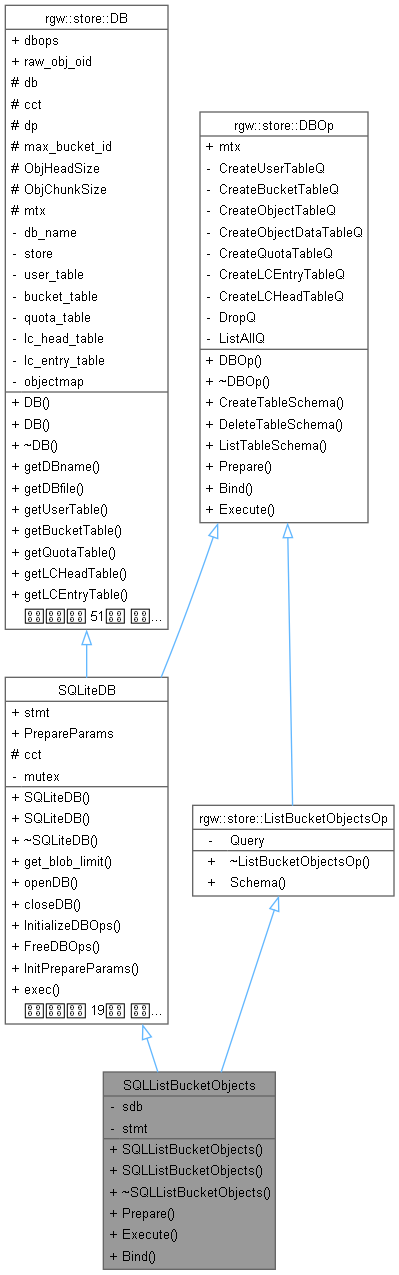 rgw::store::DB
+ dbops
+ raw_obj_oid
# db
# cct
# dp
# max_bucket_id
# ObjHeadSize
# ObjChunkSize
# mtx
- db_name
- store
- user_table
- bucket_table
- quota_table
- lc_head_table
- lc_entry_table
- objectmap
+ DB()
+ DB()
+ ~DB()
+ getDBname()
+ getDBfile()
+ getUserTable()
+ getBucketTable()
+ getQuotaTable()
+ getLCHeadTable()
+ getLCEntryTable()
51 ...
rgw::store::DBOp
+ mtx
- CreateUserTableQ
- CreateBucketTableQ
- CreateObjectTableQ
- CreateObjectDataTableQ
- CreateQuotaTableQ
- CreateLCEntryTableQ
- CreateLCHeadTableQ
- DropQ
- ListAllQ
+ DBOp()
+ ~DBOp()
+ CreateTableSchema()
+ DeleteTableSchema()
+ ListTableSchema()
+ Prepare()
+ Bind()
+ Execute()
SQLiteDB
+ stmt
+ PrepareParams
# cct
- mutex
+ SQLiteDB()
+ SQLiteDB()
+ ~SQLiteDB()
+ get_blob_limit()
+ openDB()
+ closeDB()
+ InitializeDBOps()
+ FreeDBOps()
+ InitPrepareParams()
+ exec()
19 ...
rgw::store::ListBucketObjectsOp
- Query
+ ~ListBucketObjectsOp()
+ Schema()
SQLListBucketObjects
- sdb
- stmt
+ SQLListBucketObjects()
+ SQLListBucketObjects()
+ ~SQLListBucketObjects()
+ Prepare()
+ Execute()
+ Bind()